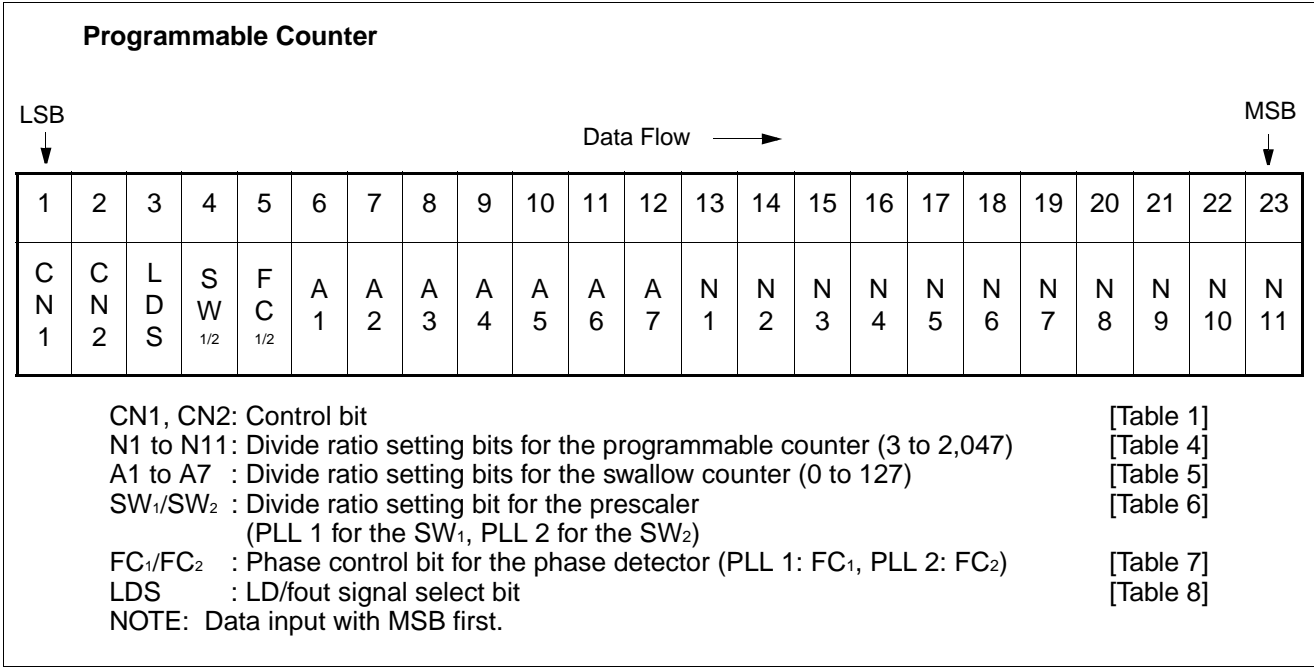 Programmable Counter
LSB
MSB
Data Flow
1 2 3 4 5 6 7 8 9 10 11 12 13 14 15 16 17 18 19 20 21 22 23
CN1 CN2 LDS SW1/2 FC1/2 A1 A2 A3 A4 A5 A6 A7 N1 N2 N3 N4 N5 N6 N7 N8 N9 N10 N11
CN1, CN2: Control bit [Table 1]
N1 to N11: Divide ratio setting bits for the programmable counter (3 to 2,047) [Table 4]
A1 to A7 : Divide ratio setting bits for the swallow counter (0 to 127) [Table 5]
SW1/SW2 : Divide ratio setting bit for the prescaler [Table 6]
(PLL 1 for the SW1, PLL 2 for the SW2)
FC1/FC2 : Phase control bit for the phase detector (PLL 1: FC1, PLL 2: FC2) [Table 7]
LDS : LD/fout signal select bit [Table 8]
NOTE: Data input with MSB first.